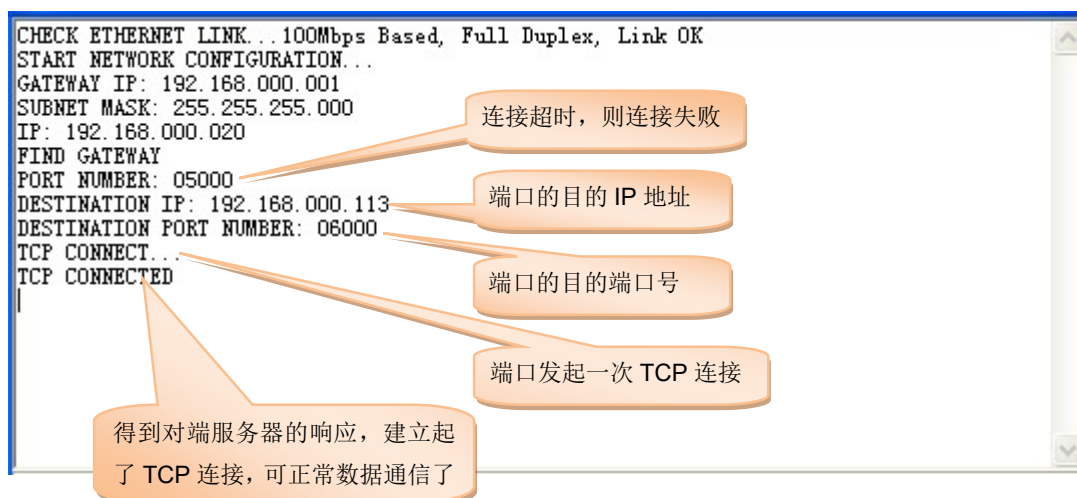 CHECK ETHERNET LINK...100Mbps Based, Full Duplex, Link OK
START NETWORK CONFIGURATION...
GATEWAY IP: 192.168.000.001
SUBNET MASK: 255.255.255.000
IP: 192.168.000.020
FIND GATEWAY
PORT NUMBER: 05000
DESTINATION IP: 192.168.000.113
DESTINATION PORT NUMBER: 06000
TCP CONNECT...
TCP CONNECTED
连接超时，则连接失败
端口的目的 IP 地址
端口的目的端口号
端口发起一次 TCP 连接
得到对端服务器的响应，建立起
了 TCP 连接，可正常数据通信了